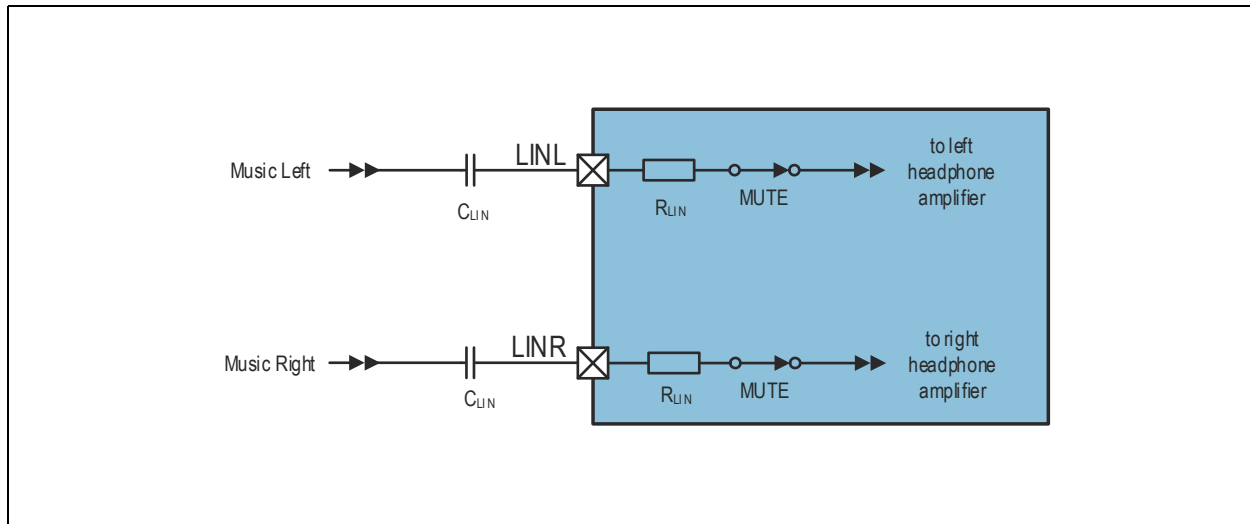 Music Left
LINL
CLIN
RLIN
MUTE
to left
headphone
amplifier
Music Right
LINR
CLIN
RLIN
MUTE
to right
headphone
amplifier